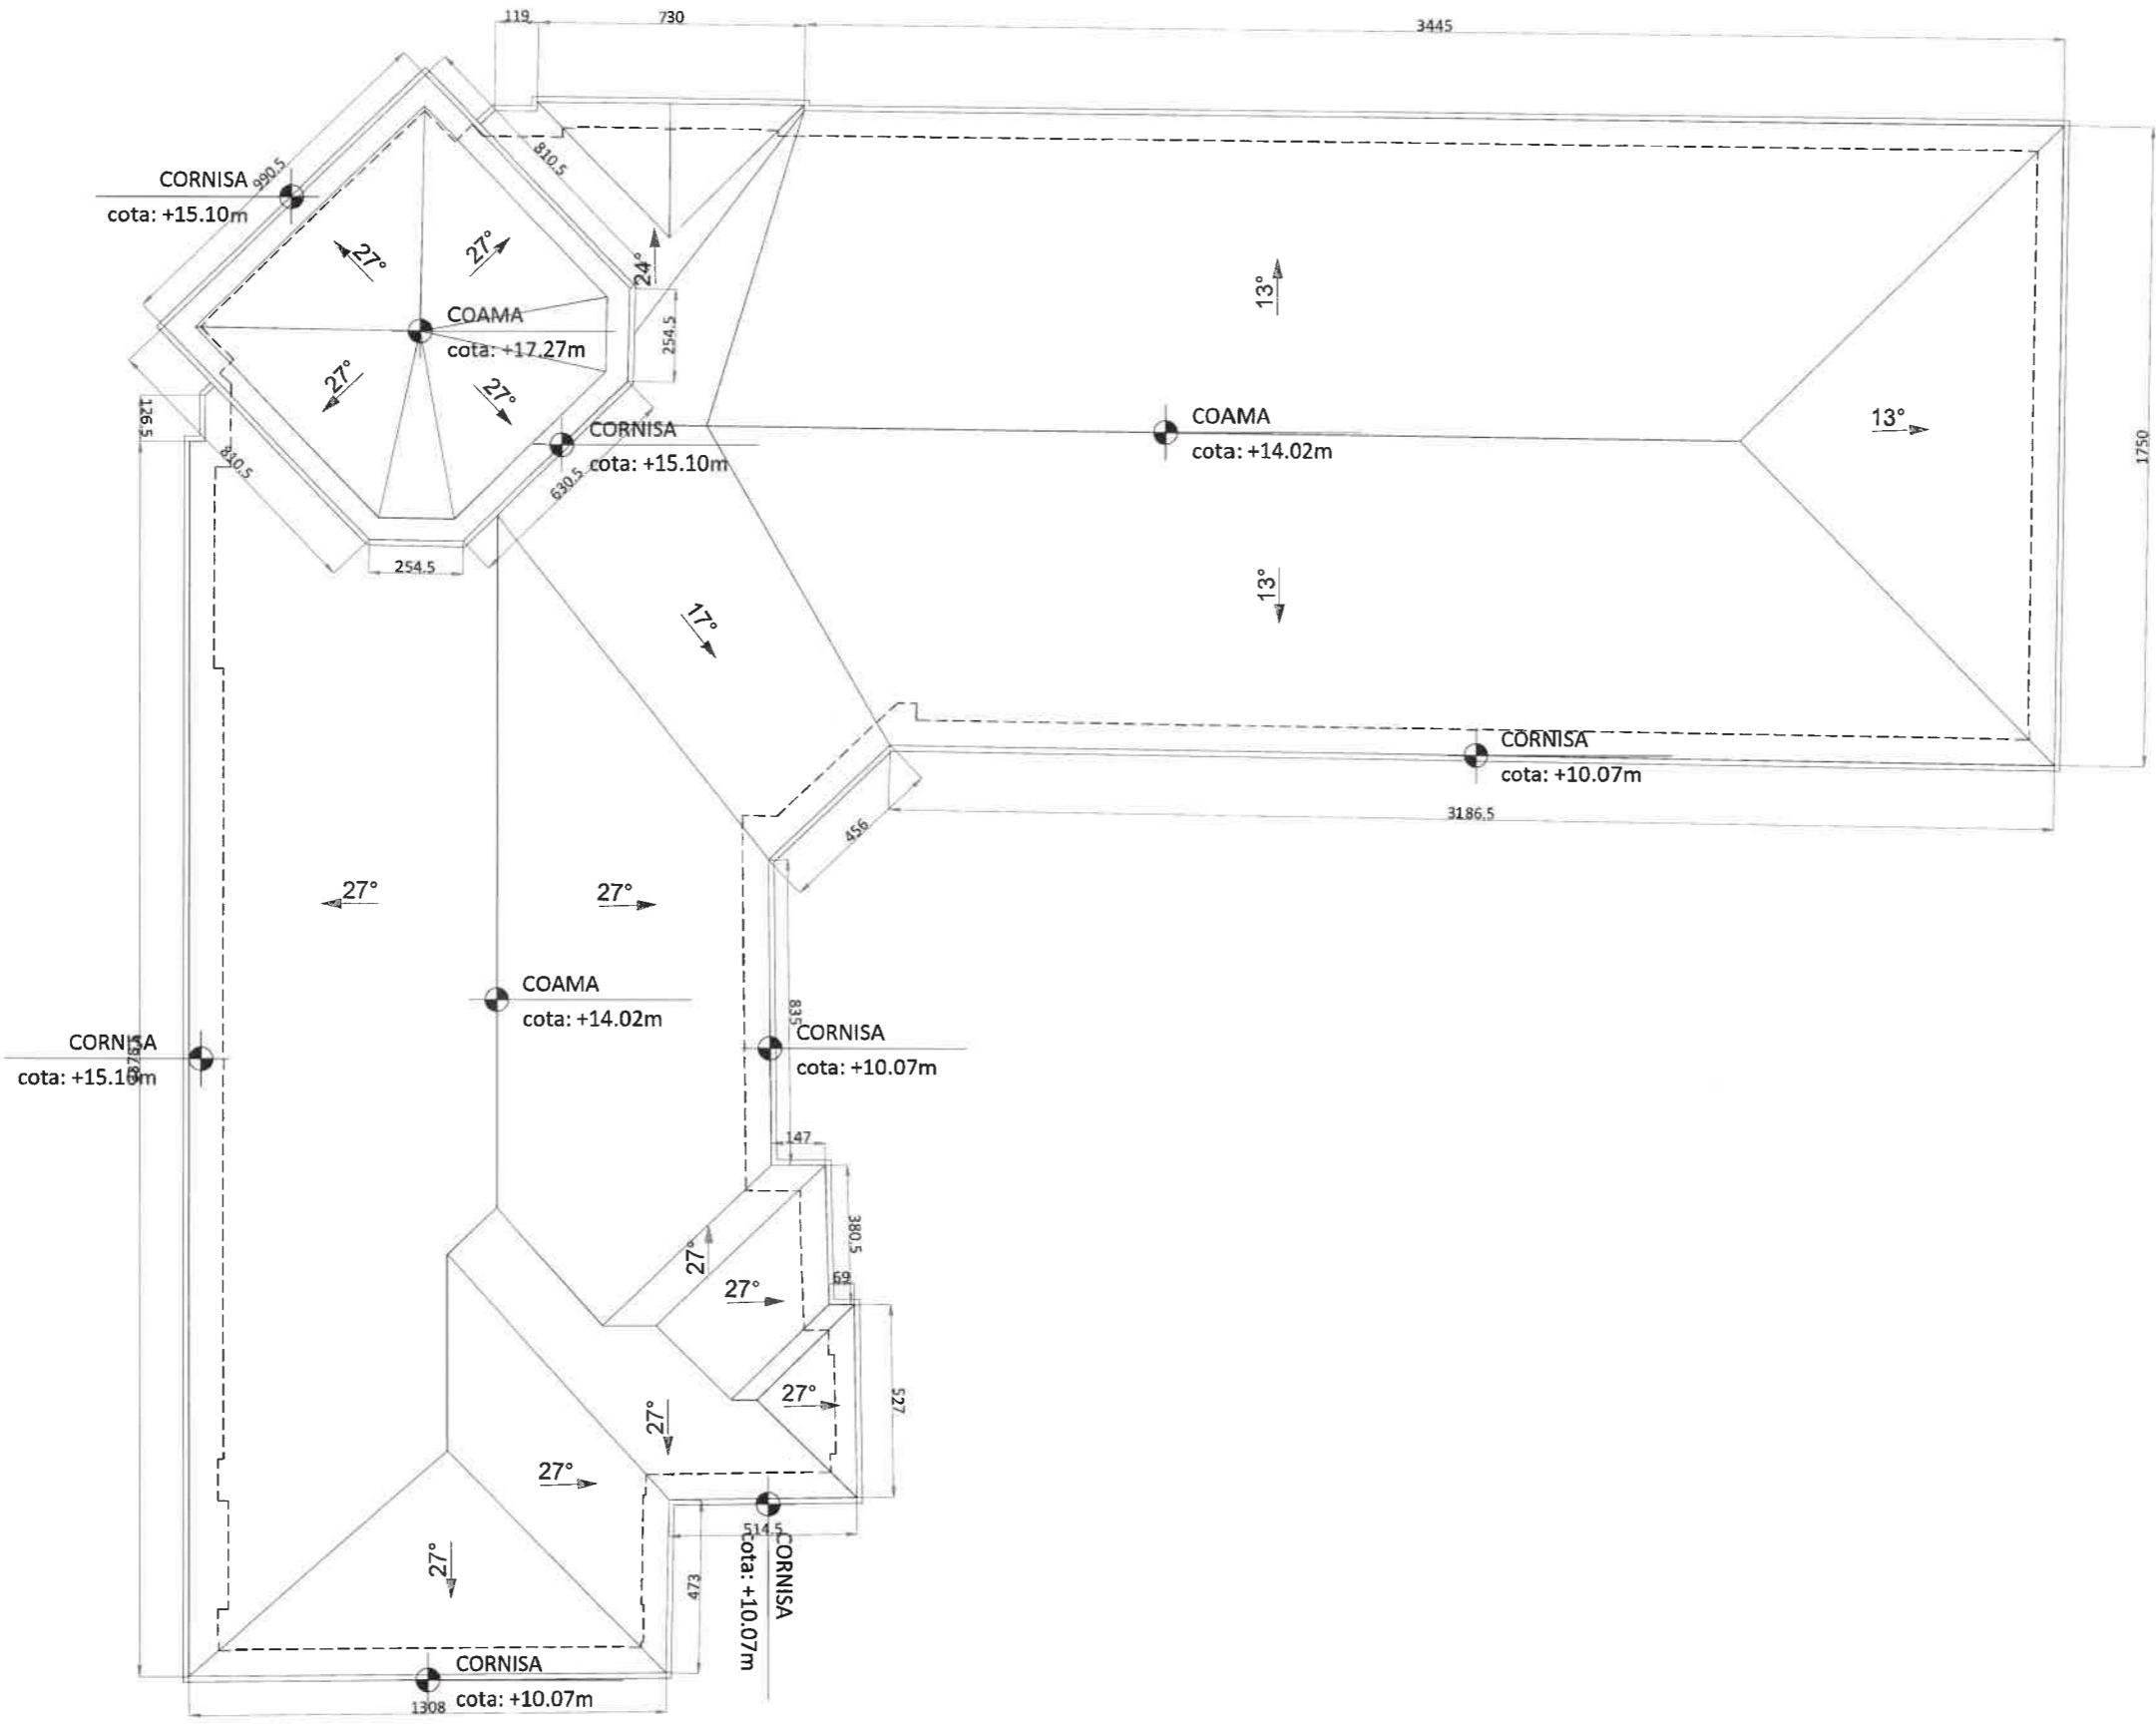 119
730
3445
990.5
810.5
CORNISA
cota: +15.10m
27°
27°
24°
13°
COAMA
cota: +17.27m
254.5
27°
27°
126.5
COAMA
cota: +14.02m
13°
1750
CORNISA
cota: +15.10m
810.5
630.5
254.5
17°
13°
CORNISA
cota: +10.07m
3186.5
456
27°
27°
COAMA
cota: +14.02m
835
CORNISA
cota: +10.07m
CORNISA
cota: +15.10m
147
380.5
27°
69
27°
27°
527
27°
27°
514.5
CORNISA
cota: +10.07m
27°
473
CORNISA
cota: +10.07m
1308